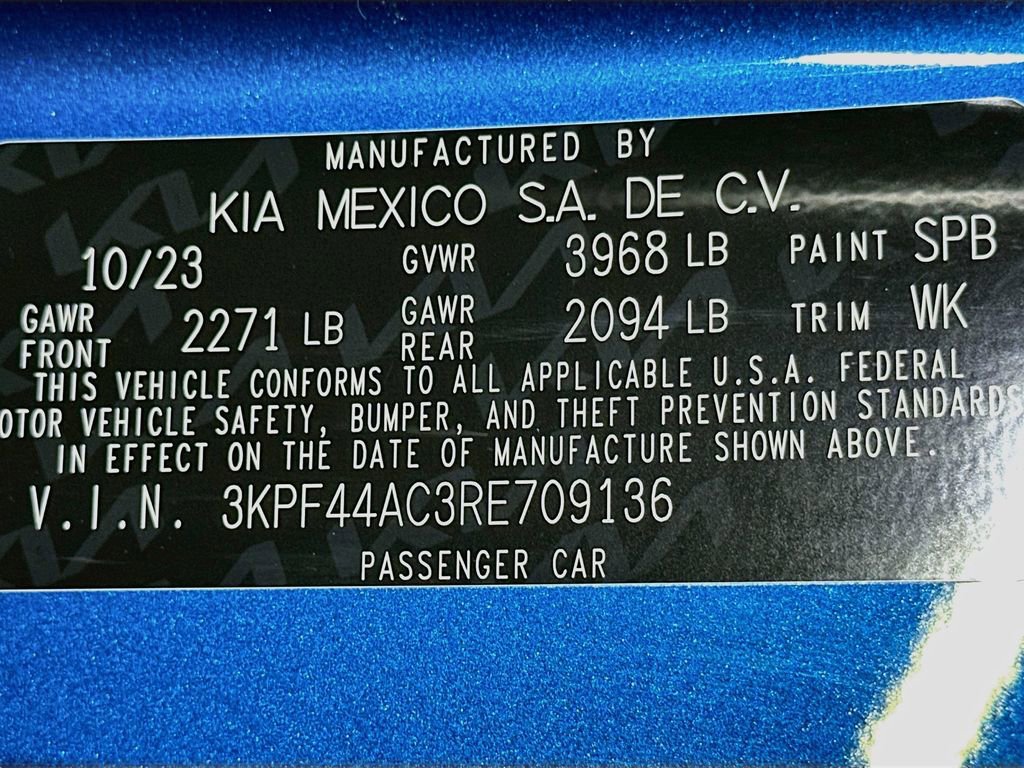 MANUFACTURED BY
KIA MEXICO S.A. DE C.V.
10/23 GVWR 3968 LB PAINT SPB
GAWR FRONT 2271 LB GAWR REAR 2094 LB TRIM WK
THIS VEHICLE CONFORMS TO ALL APPLICABLE U.S.A. FEDERAL
OTOR VEHICLE SAFETY, BUMPER, AND THEFT PREVENTION STANDARDS
IN EFFECT ON THE DATE OF MANUFACTURE SHOWN ABOVE.
V.I.N. 3KPF44AC3RE709136
PASSENGER CAR